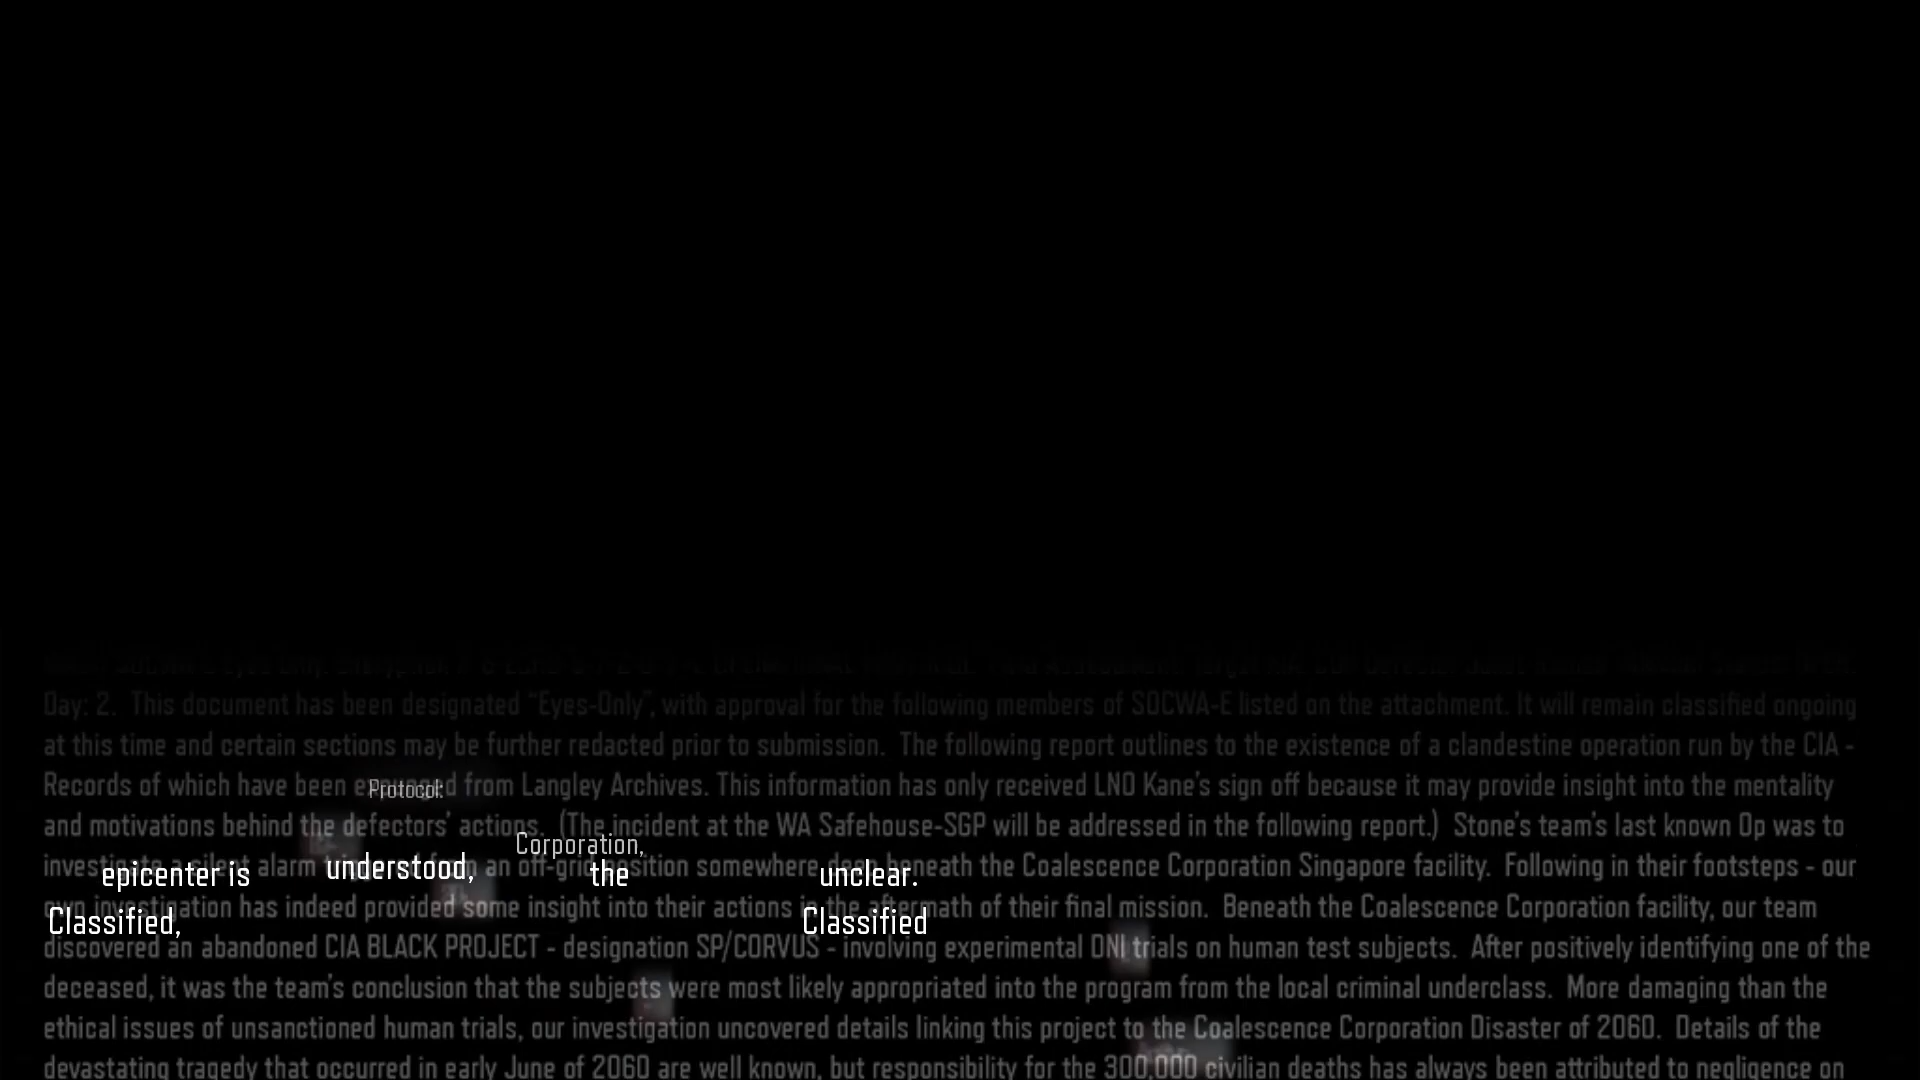 Day: 2. This document has been designated “Eyes-Only”, with approval for the following members of SOCWA-E listed on the attachment. It will remain classified ongoing
at this time and certain sections may be further redacted prior to submission. The following report outlines to the existence of a clandestine operation run by the CIA -
Records of which have been expunged from Langley Archives. This information has only received LNO Kane’s sign off because it may provide insight into the mentality
Protocol:
and motivations behind the defectors’ actions. (The incident at the WA Safehouse-SGP will be addressed in the following report.) Stone’s team’s last known Op was to
Corporation,
investigate a silent alarm from an off-grid position somewhere deep beneath the Coalescence Corporation Singapore facility. Following in their footsteps - our
epicenter is understood, the unclear.
own investigation has indeed provided some insight into their actions in the aftermath of their final mission. Beneath the Coalescence Corporation facility, our team
Classified, Classified
discovered an abandoned CIA BLACK PROJECT - designation SP/CORVUS - involving experimental DNI trials on human test subjects. After positively identifying one of the
deceased, it was the team’s conclusion that the subjects were most likely appropriated into the program from the local criminal underclass. More damaging than the
ethical issues of unsanctioned human trials, our investigation uncovered details linking this project to the Coalescence Corporation Disaster of 2060. Details of the
devastating tragedy that occurred in early June of 2060 are well known, but responsibility for the 300,000 civilian deaths has always been attributed to negligence on